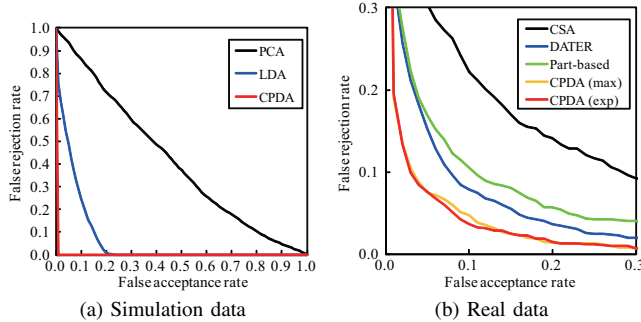 1.0
0.9
0.8
0.7
0.6
0.5
0.4
0.3
0.2
0.1
0.0
False rejection rate
0.0 0.1 0.2 0.3 0.4 0.5 0.6 0.7 0.8 0.9 1.0
False acceptance rate
PCA
LDA
CPDA
(a) Simulation data
0.3
0.2
0.1
0.0
False rejection rate
0.1 0.2 0.3
False acceptance rate
CSA
DATER
Part-based
CPDA (max)
CPDA (exp)
(b) Real data